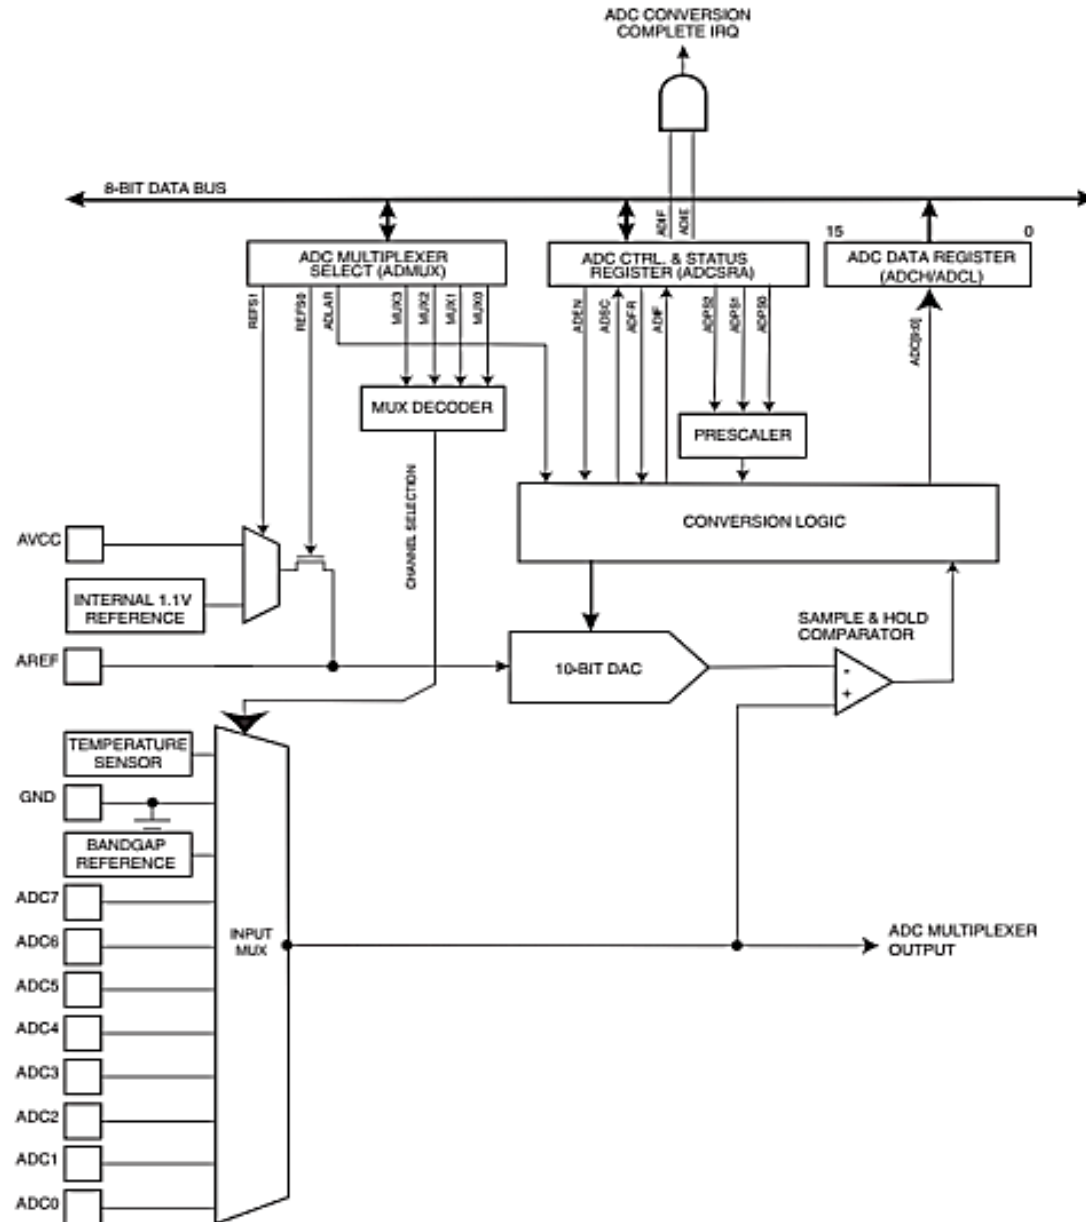 ADC CONVERSION
COMPLETE IRQ
8-BIT DATA BUS
ADIF
ADIE
15
0
ADC MULTIPLEXER
SELECT (ADMUX)
ADC CTRL. & STATUS
REGISTER (ADCSRA)
ADC DATA REGISTER
(ADCH/ADCL)
REFS1
REFS0
ADLAR
MUX3
MUX2
MUX1
MUX0
ADEN
ADSC
ADFR
ADIF
ADPS2
ADPS1
ADPS0
ADC[9:0]
MUX DECODER
PRESCALER
CHANNEL SELECTION
CONVERSION LOGIC
AVCC
INTERNAL 1.1V
REFERENCE
SAMPLE & HOLD
COMPARATOR
AREF
10-BIT DAC
-
+
TEMPERATURE
SENSOR
GND
BANDGAP
REFERENCE
ADC7
ADC6
INPUT
MUX
ADC MULTIPLEXER
OUTPUT
ADC5
ADC4
ADC3
ADC2
ADC1
ADC0